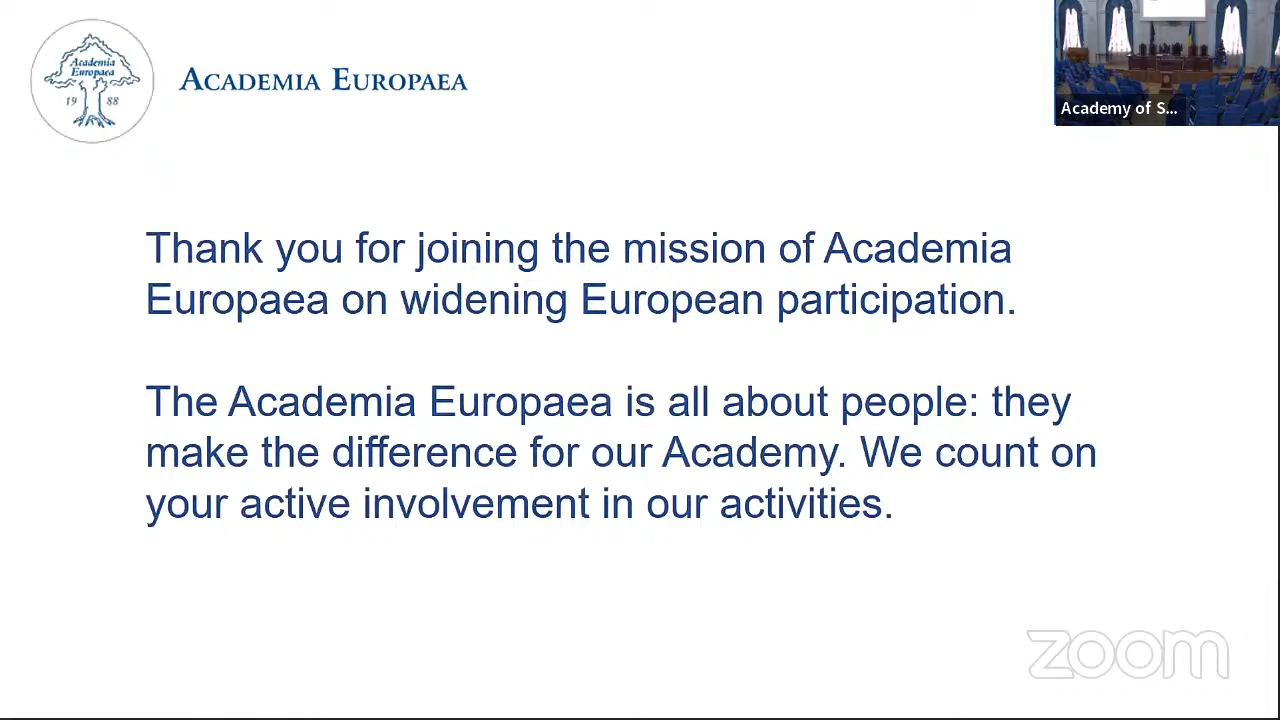 Academia
Europaea
19 88
ACADEMIA EUROPAEA
Academy of S...
Thank you for joining the mission of Academia
Europaea on widening European participation.
The Academia Europaea is all about people: they
make the difference for our Academy. We count on
your active involvement in our activities.
zoom